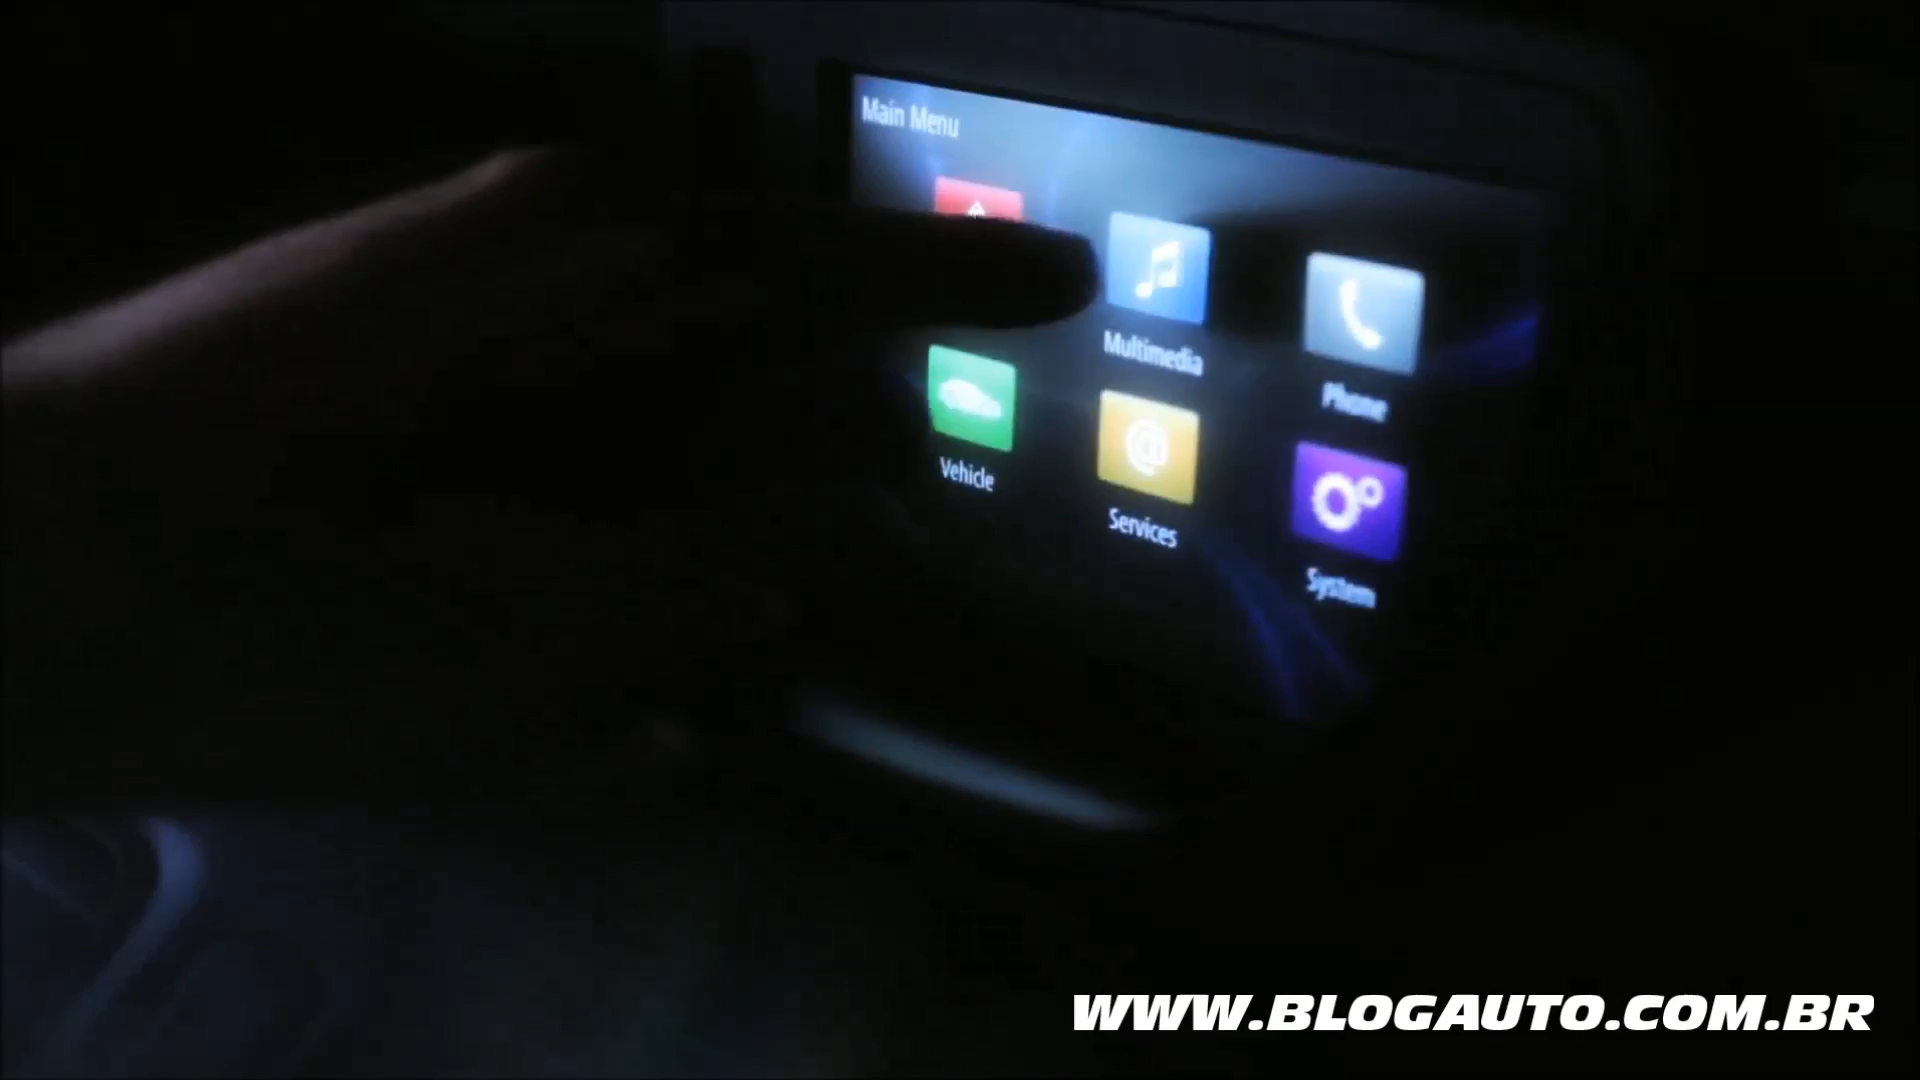 Main Menu
Multimedia
Phone
Vehicle
Services
System
WWW.BLOGAUTO.COM.BR